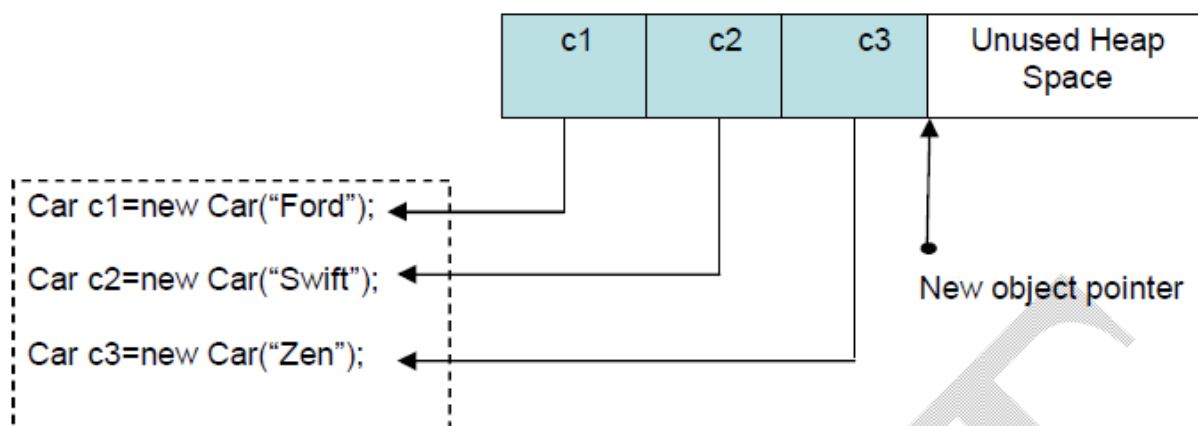 c1
c2
c3
Unused Heap
Space
Car c1=new Car(“Ford”);
Car c2=new Car(“Swift”);
Car c3=new Car(“Zen”);
New object pointer